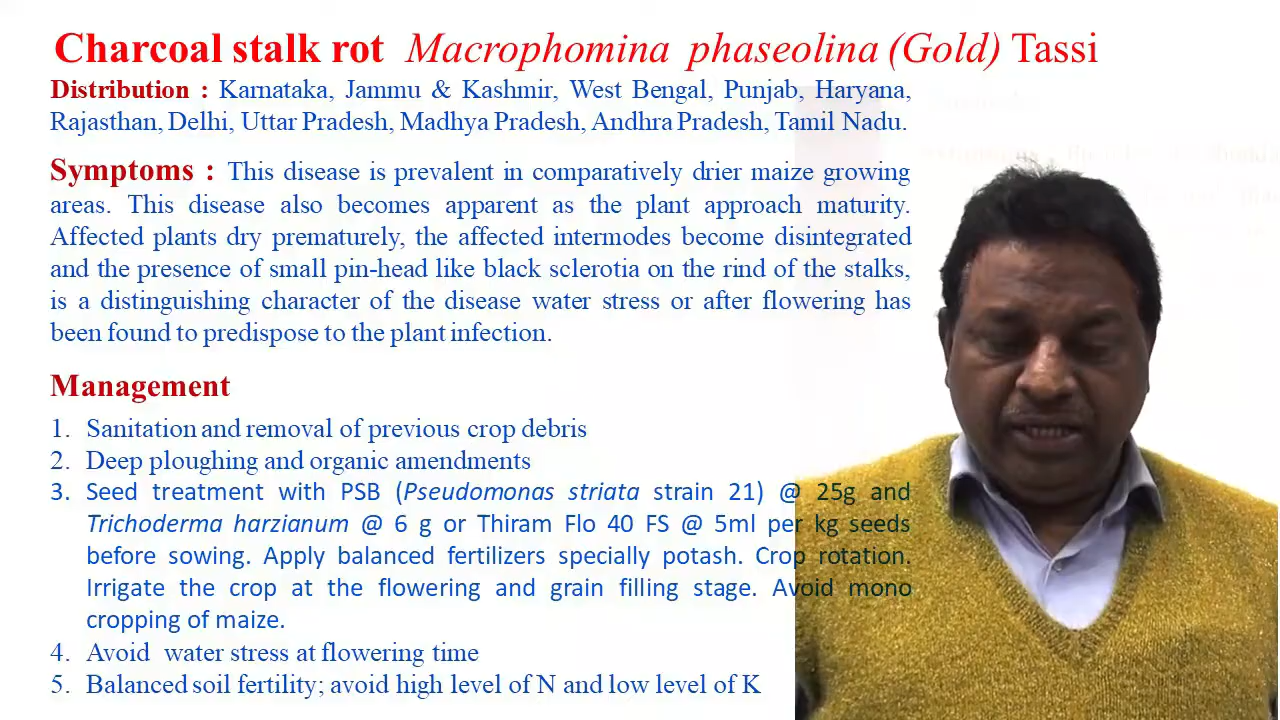 Charcoal stalk rot Macrophomina phaseolina (Gold) Tassi
Distribution : Karnataka, Jammu & Kashmir, West Bengal, Punjab, Haryana,
Rajasthan, Delhi, Uttar Pradesh, Madhya Pradesh, Andhra Pradesh, Tamil Nadu.
Symptoms : This disease is prevalent in comparatively drier maize growing
areas. This disease also becomes apparent as the plant approach maturity.
Affected plants dry prematurely, the affected intermodes become disintegrated
and the presence of small pin-head like black sclerotia on the rind of the stalks,
is a distinguishing character of the disease water stress or after flowering has
been found to predispose to the plant infection.
Management
1. Sanitation and removal of previous crop debris
2. Deep ploughing and organic amendments
3. Seed treatment with PSB (Pseudomonas striata strain 21) @ 25g and
Trichoderma harzianum @ 6 g or Thiram Flo 40 FS @ 5ml per kg seeds
before sowing. Apply balanced fertilizers specially potash. Crop rotation.
Irrigate the crop at the flowering and grain filling stage. Avoid mono
cropping of maize.
4. Avoid water stress at flowering time
5. Balanced soil fertility; avoid high level of N and low level of K